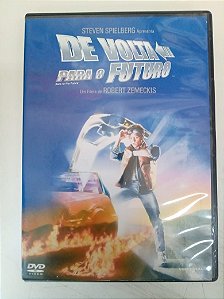 STEVEN SPIELBERG Apresenta
DE VOLTA
PARA O FUTURO
Um Filme de ROBERT ZEMECKIS
DVD